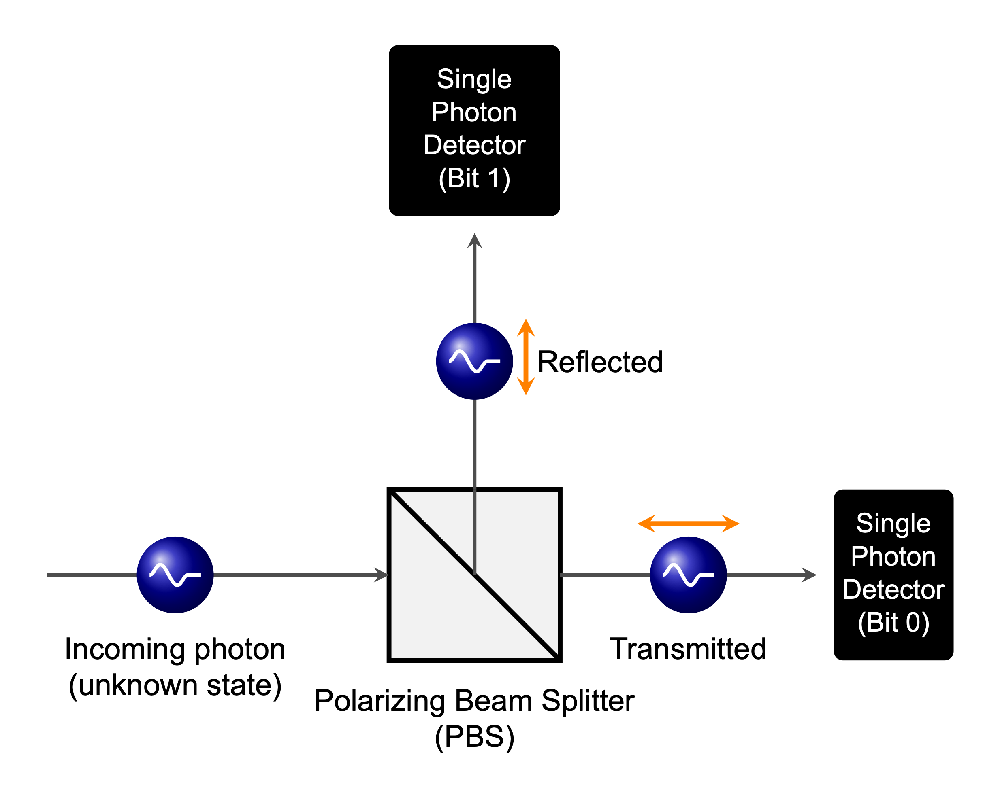 Single
Photon
Detector
(Bit 1)
Reflected
Single
Photon
Detector
(Bit 0)
Incoming photon
(unknown state)
Transmitted
Polarizing Beam Splitter
(PBS)